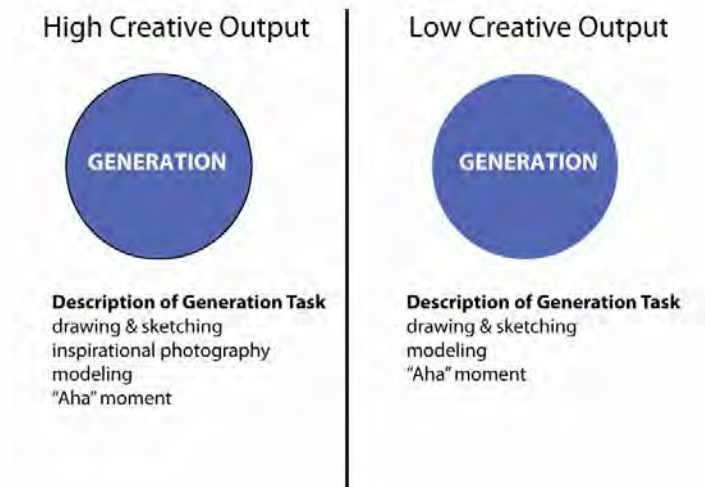 High Creative Output
GENERATION
Description of Generation Task
drawing & sketching
inspirational photography
modeling
"Aha" moment
Low Creative Output
GENERATION
Description of Generation Task
drawing & sketching
modeling
"Aha" moment